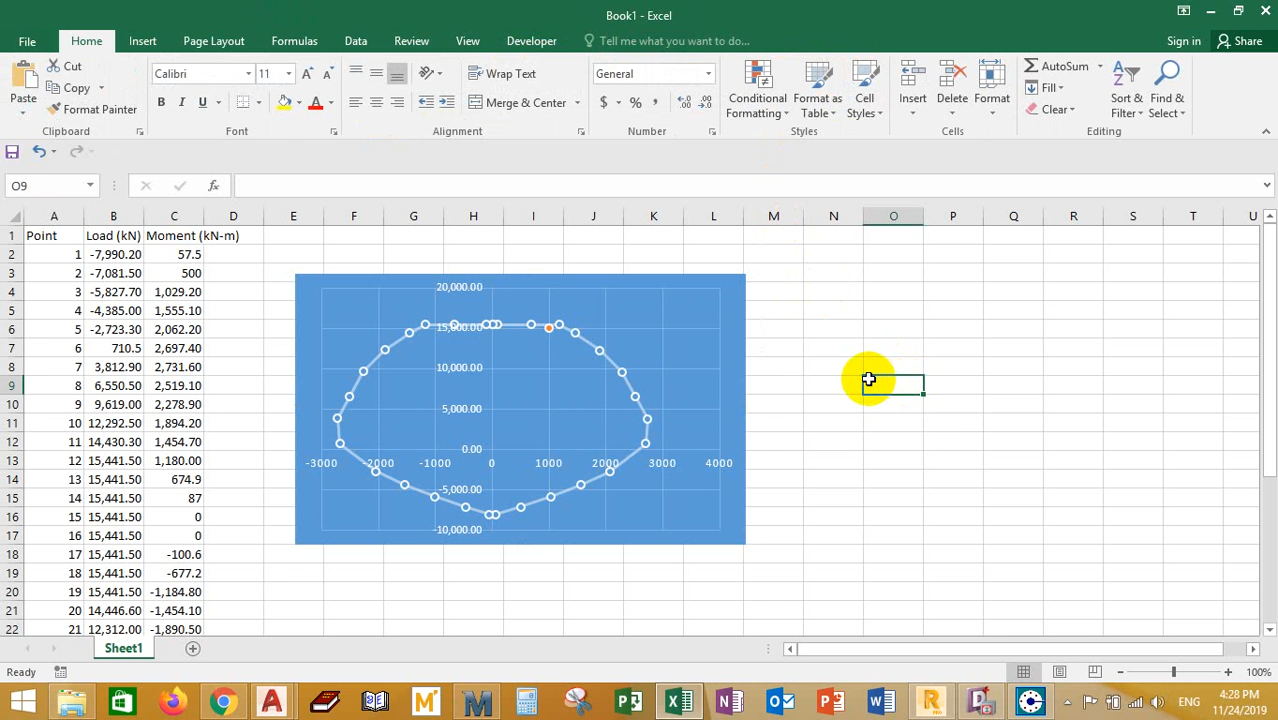 Book1 - Excel
File Home Insert Page Layout Formulas Data Review View Developer Tell me what you want to do... Sign in Share
Cut
Copy
Format Painter
Paste
Calibri 11
B I U
Wrap Text
Merge & Center
General
$ % ,
Conditional Formatting
Format as Table
Cell Styles
Insert Delete Format
AutoSum
Fill
Clear
Sort & Filter
Find & Select
Clipboard Font Alignment Number Styles Cells Editing
O9 fx
A B C D E F G H I J K L M N O P Q R S T U
1 Point Load (kN) Moment (kN-m)
2 1 -7,990.20 57.5
3 2 -7,081.50 500
4 3 -5,827.70 1,029.20
5 4 -4,385.00 1,555.10
6 5 -2,723.30 2,062.20
7 6 710.5 2,697.40
8 7 3,812.90 2,731.60
9 8 6,550.50 2,519.10
10 9 9,619.00 2,278.90
11 10 12,292.50 1,894.20
12 11 14,430.30 1,454.70
13 12 15,441.50 1,180.00
14 13 15,441.50 674.9
15 14 15,441.50 87
16 15 15,441.50 0
17 16 15,441.50 0
18 17 15,441.50 -100.6
19 18 15,441.50 -677.2
20 19 15,441.50 -1,184.80
21 20 14,446.60 -1,454.10
22 21 12,312.00 -1,890.50
20,000.00
15,000.00
10,000.00
5,000.00
0.00
-3000 -2000 -1000 0 1000 2000 3000 4000
-5,000.00
-10,000.00
Sheet1
Ready 100%
ENG
4:28 PM
11/24/2019